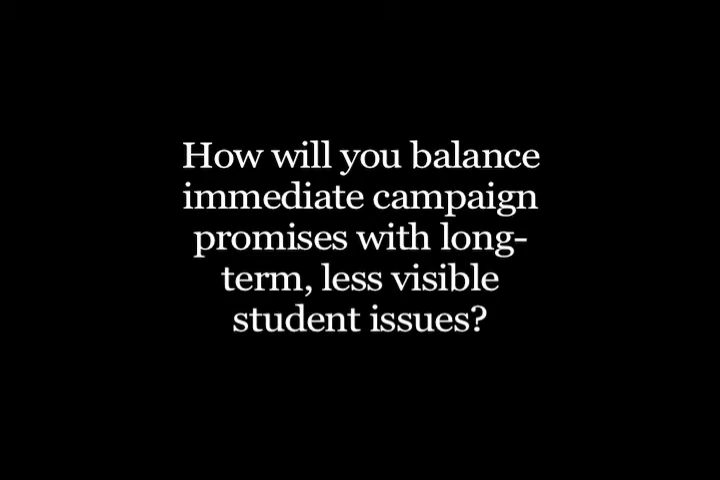 How will you balance
immediate campaign
promises with long-
term, less visible
student issues?